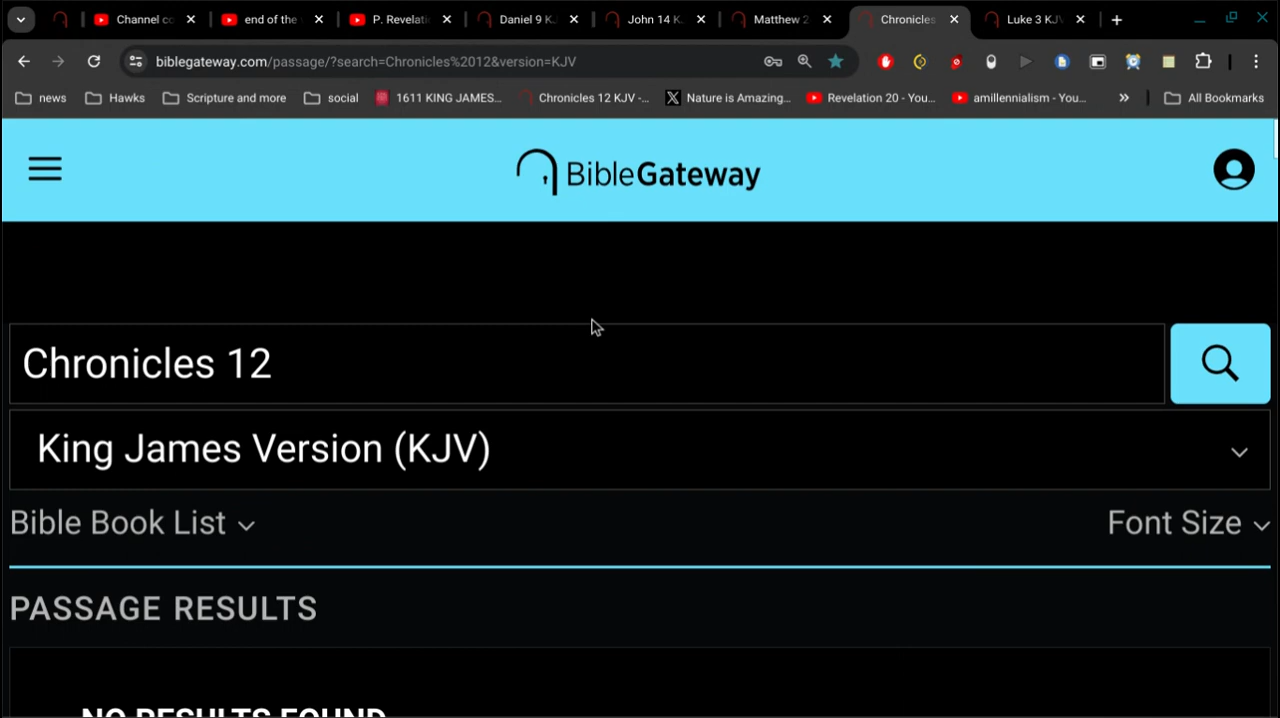 Channel co
end of the
P. Revelati
Daniel 9 K
John 14 K
Matthew 2
Chronicles
Luke 3 KJV
biblegateway.com/passage/?search=Chronicles%2012&version=KJV
news
Hawks
Scripture and more
social
1611 KING JAMES...
Chronicles 12 KJV -...
Nature is Amazing...
Revelation 20 - You...
amillennialism - You...
»
All Bookmarks
BibleGateway
Chronicles 12
King James Version (KJV)
Bible Book List
Font Size
PASSAGE RESULTS
NO RESULTS FOUND